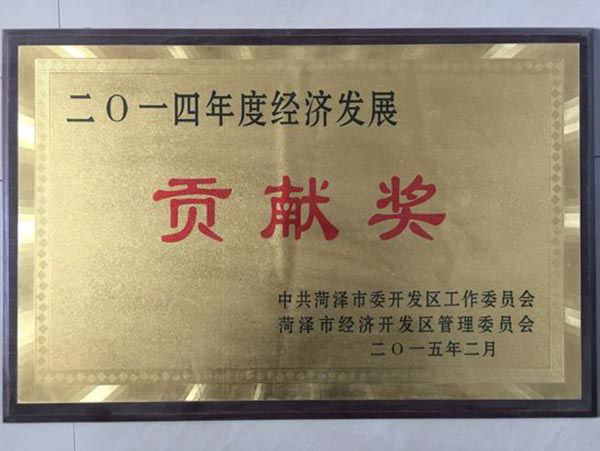 二〇一四年度经济发展
贡献奖
中共菏泽市委开发区工作委员会
菏泽市经济开发区管理委员会
二〇一五年二月